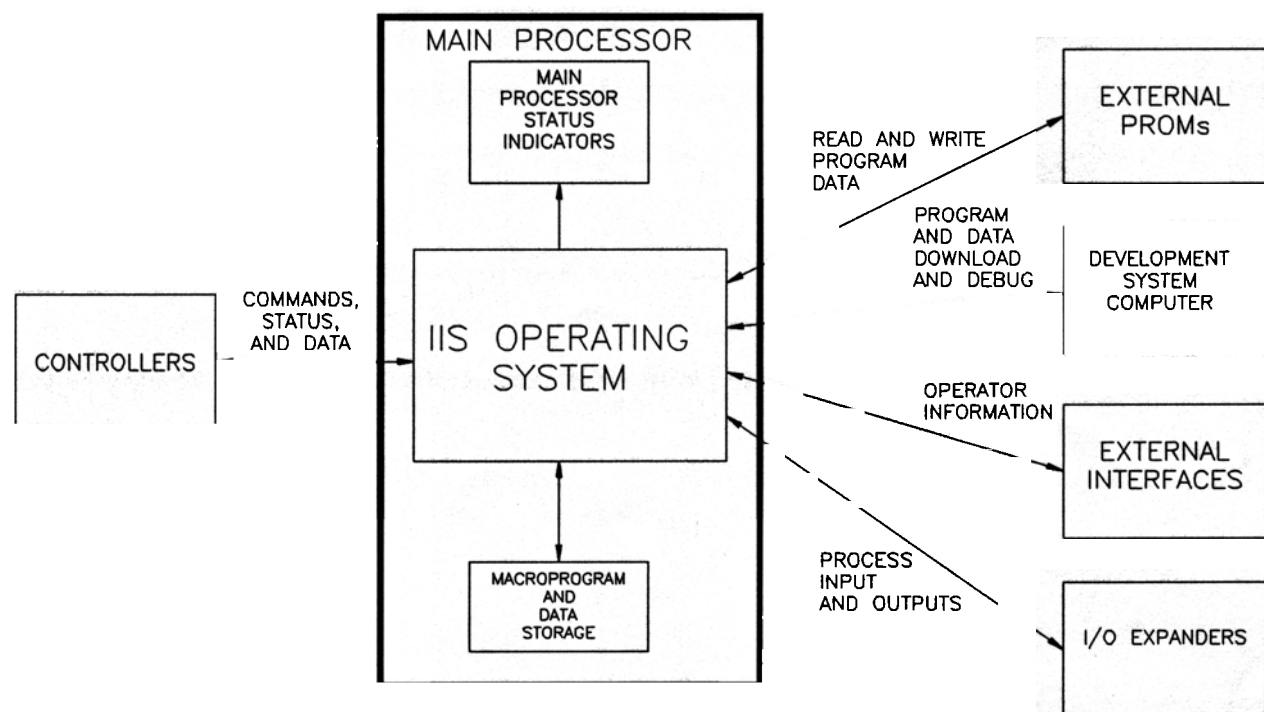 MAIN PROCESSOR
MAIN
PROCESSOR
STATUS
INDICATORS
EXTERNAL
PROMs
READ AND WRITE
PROGRAM
DATA
PROGRAM
AND DATA
DOWNLOAD
AND DEBUG
DEVELOPMENT
SYSTEM
COMPUTER
COMMANDS,
STATUS,
AND DATA
CONTROLLERS
IIS OPERATING
SYSTEM
OPERATOR
INFORMATION
EXTERNAL
INTERFACES
PROCESS
INPUT
AND OUTPUTS
MACROPROGRAM
AND
DATA
STORAGE
I/O EXPANDERS